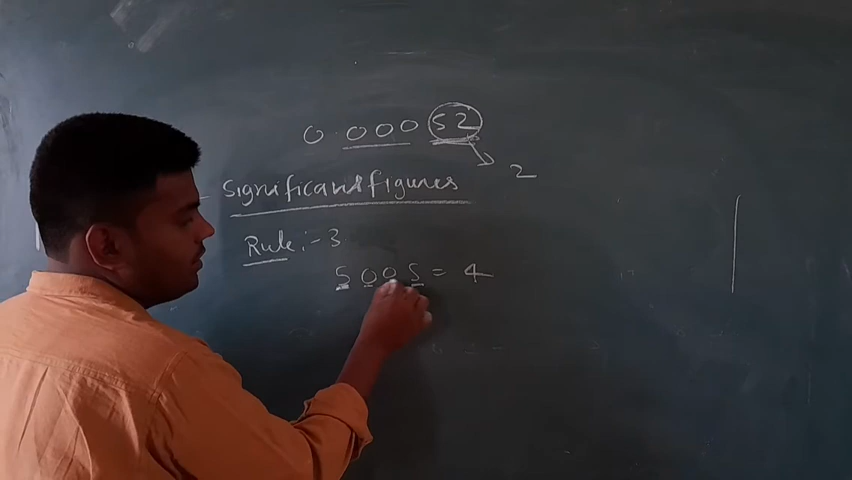 0.00052
2
Significant figures
Rule :- 3
5005 = 4